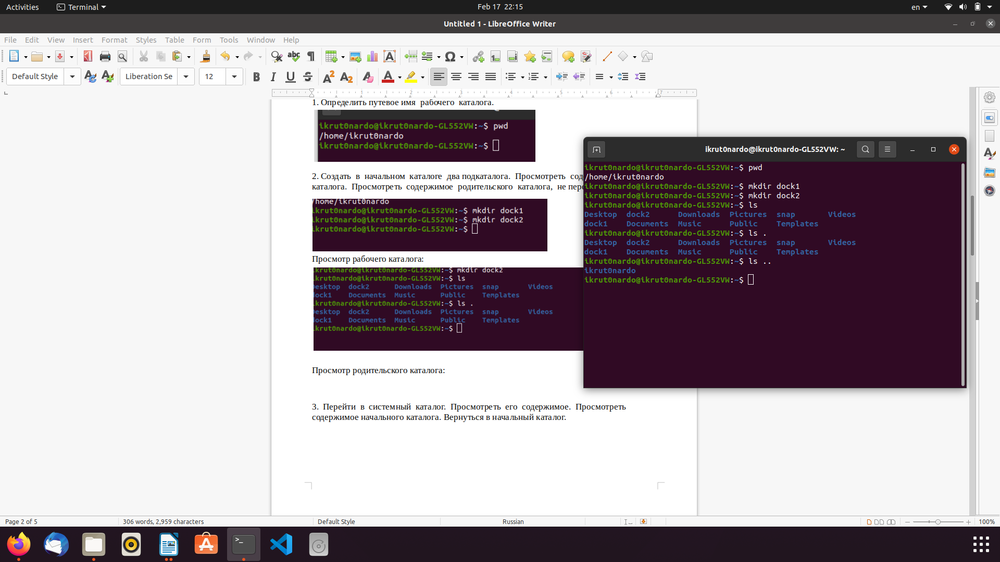 Activities
Terminal
Feb 17 22:15
en
Untitled 1 - LibreOffice Writer
File Edit View Insert Format Styles Table Form Tools Window Help
Default Style
Liberation Se
12
1 2 3 4 5 6 7
1. Определить путевое имя рабочего каталога.
ikrut0nardo@ikrut0nardo-GL552VW:~$ pwd
/home/ikrut0nardo
ikrut0nardo@ikrut0nardo-GL552VW:~$
2. Создать в начальном каталоге два подкаталога. Просмотреть сод
каталога. Просмотреть содержимое родительского каталога, не пере
/home/ikrut0nardo
ikrut0nardo@ikrut0nardo-GL552VW:~$ mkdir dock1
ikrut0nardo@ikrut0nardo-GL552VW:~$ mkdir dock2
ikrut0nardo@ikrut0nardo-GL552VW:~$
Просмотр рабочего каталога:
ikrut0nardo@ikrut0nardo-GL552VW:~$ mkdir dock2
ikrut0nardo@ikrut0nardo-GL552VW:~$ ls
Desktop dock2 Downloads Pictures snap Videos
dock1 Documents Music Public Templates
ikrut0nardo@ikrut0nardo-GL552VW:~$ ls .
Desktop dock2 Downloads Pictures snap Videos
dock1 Documents Music Public Templates
ikrut0nardo@ikrut0nardo-GL552VW:~$
Просмотр родительского каталога:
3. Перейти в системный каталог. Просмотреть его содержимое. Просмотреть
содержимое начального каталога. Вернуться в начальный каталог.
ikrut0nardo@ikrut0nardo-GL552VW: ~
ikrut0nardo@ikrut0nardo-GL552VW:~$ pwd
/home/ikrut0nardo
ikrut0nardo@ikrut0nardo-GL552VW:~$ mkdir dock1
ikrut0nardo@ikrut0nardo-GL552VW:~$ mkdir dock2
ikrut0nardo@ikrut0nardo-GL552VW:~$ ls
Desktop dock2 Downloads Pictures snap Videos
dock1 Documents Music Public Templates
ikrut0nardo@ikrut0nardo-GL552VW:~$ ls .
Desktop dock2 Downloads Pictures snap Videos
dock1 Documents Music Public Templates
ikrut0nardo@ikrut0nardo-GL552VW:~$ ls ..
ikrut0nardo
ikrut0nardo@ikrut0nardo-GL552VW:~$
Page 2 of 5
306 words, 2,959 characters
Default Style
Russian
100%